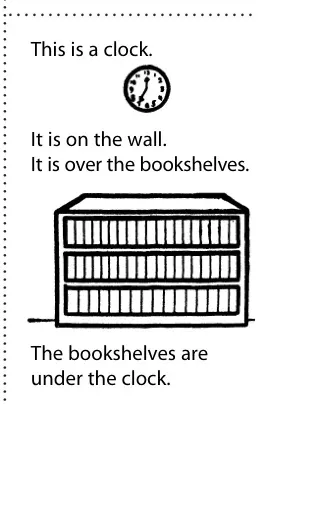 This is a clock.
It is on the wall.
It is over the bookshelves.
The bookshelves are
under the clock.